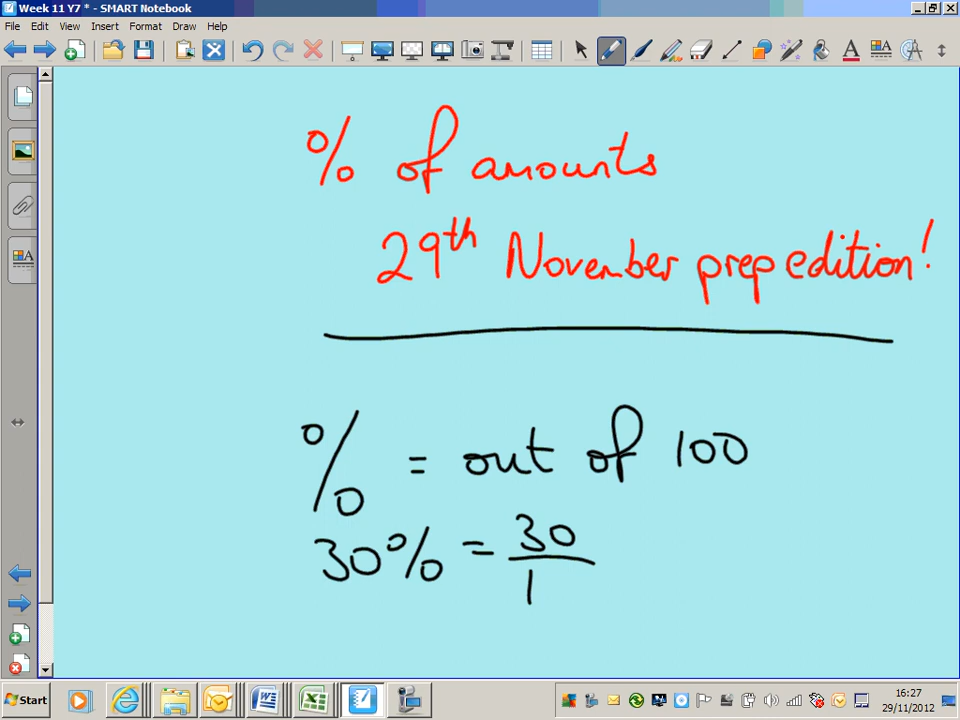 Week 11 Y7 * - SMART Notebook
File Edit View Insert Format Draw Help
% of amounts
29th November prep edition!
% = out of 100
30% = 30
1
Start
16:27
29/11/2012